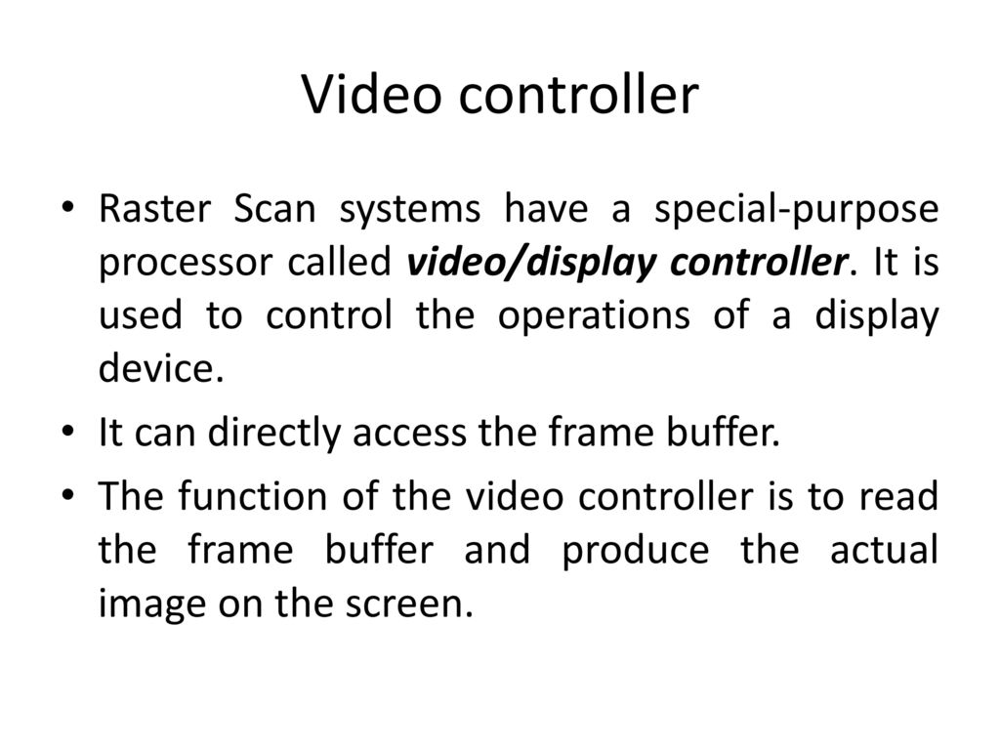 Video controller
• Raster Scan systems have a special-purpose
processor called video/display controller. It is
used to control the operations of a display
device.
• It can directly access the frame buffer.
• The function of the video controller is to read
the frame buffer and produce the actual
image on the screen.